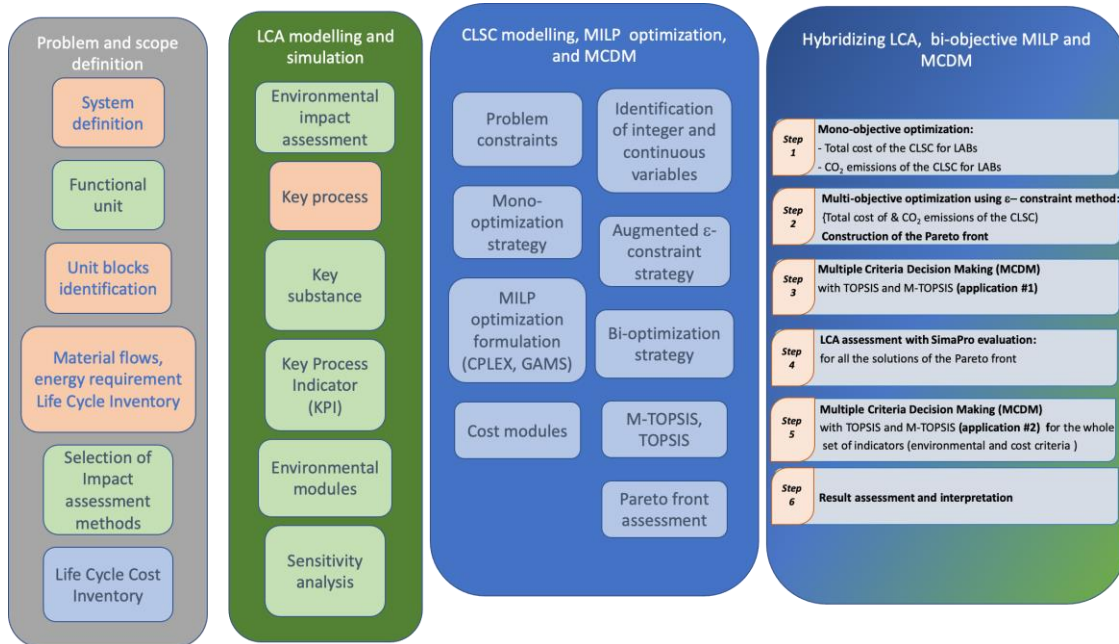 Problem and scope
definition
System
definition
Functional
unit
Unit blocks
identification
Material flows,
energy requirement
Life Cycle Inventory
Selection of
Impact
assessment
methods
Life Cycle Cost
Inventory
LCA modelling and
simulation
Environmental
impact
assessment
Key process
Key
substance
Key Process
Indicator
(KPI)
Environmental
modules
Sensitivity
analysis
CLSC modelling, MILP optimization,
and MCDM
Problem
constraints
Mono-
optimization
strategy
MILP
optimization
formulation
(CPLEX, GAMS)
Cost modules
Identification
of integer and
continuous
variables
Augmented ε-
constraint
strategy
Bi-optimization
strategy
M-TOPSIS,
TOPSIS
Pareto front
assessment
Hybridizing LCA, bi-objective MILP and
MCDM
Step
1
Mono-objective optimization:
- Total cost of the CLSC for LABs
- CO₂ emissions of the CLSC for LABs
Step
2
Multi-objective optimization using ε– constraint method:
{Total cost of & CO₂ emissions of the CLSC)
Construction of the Pareto front
Step
3
Multiple Criteria Decision Making (MCDM)
with TOPSIS and M-TOPSIS (application #1)
Step
4
LCA assessment with SimaPro evaluation:
for all the solutions of the Pareto front
Step
5
Multiple Criteria Decision Making (MCDM)
with TOPSIS and M-TOPSIS (application #2) for the whole
set of indicators (environmental and cost criteria )
Step
6
Result assessment and interpretation